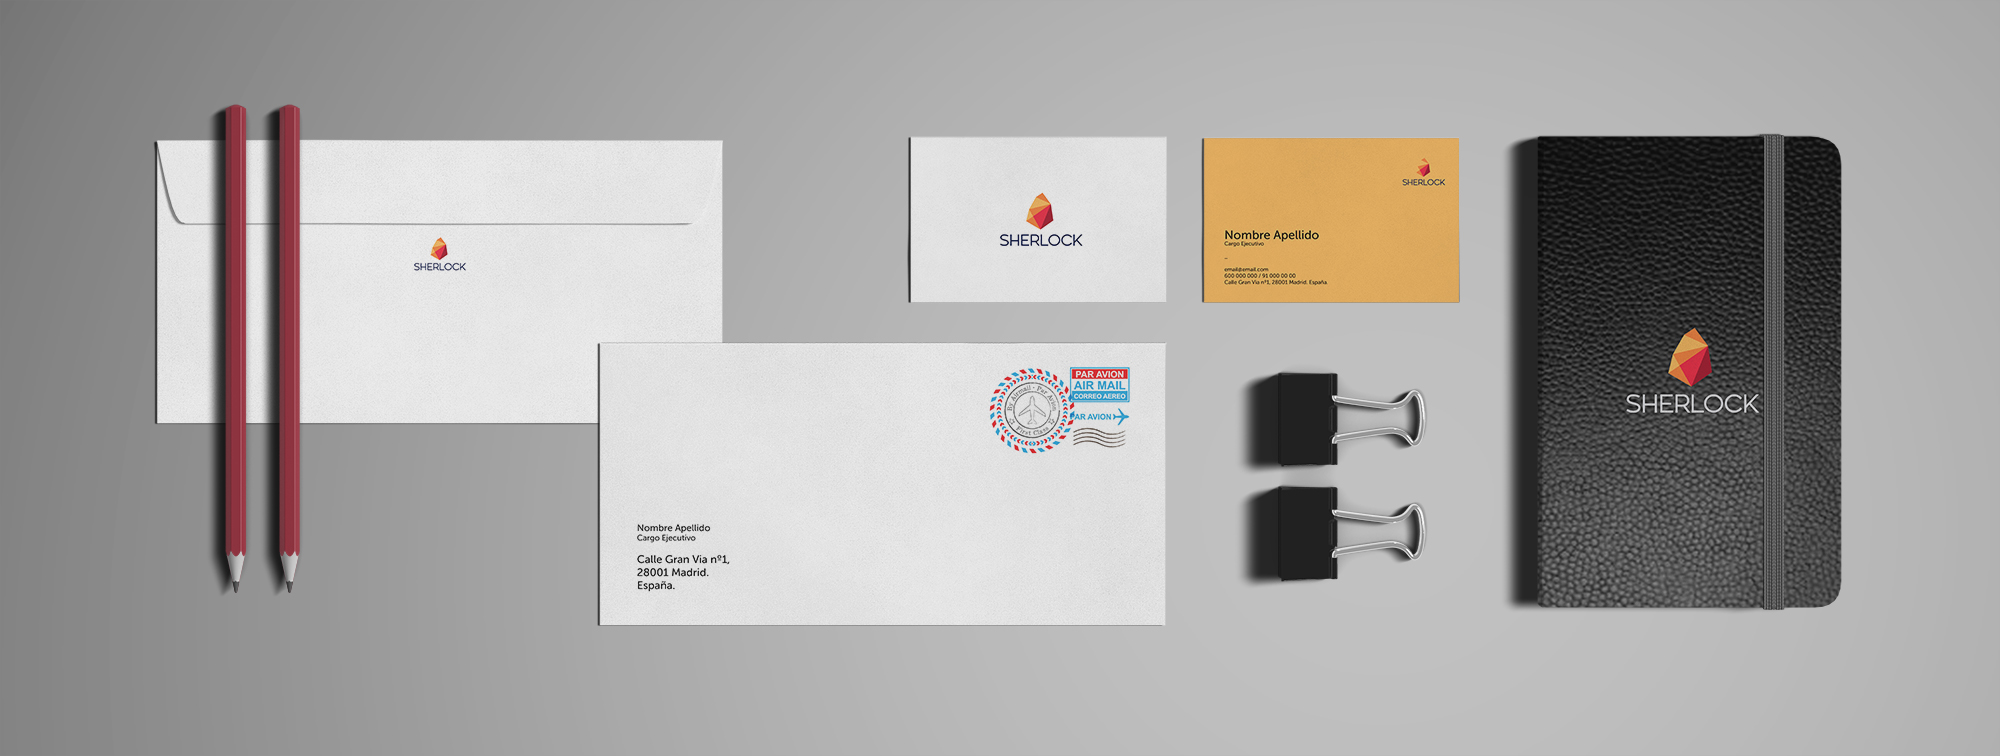 SHERLOCK
SHERLOCK
SHERLOCK
Nombre Apellido
Cargo Ejecutivo
-
email@email.com
600 000 000 / 91 000 00 00
Calle Gran Via nº1, 28001 Madrid. España.
SHERLOCK
By Airmail · Par Avion
First Class
PAR AVION
AIR MAIL
CORREO AEREO
PAR AVION
Nombre Apellido
Cargo Ejecutivo
Calle Gran Via nº1,
28001 Madrid.
España.